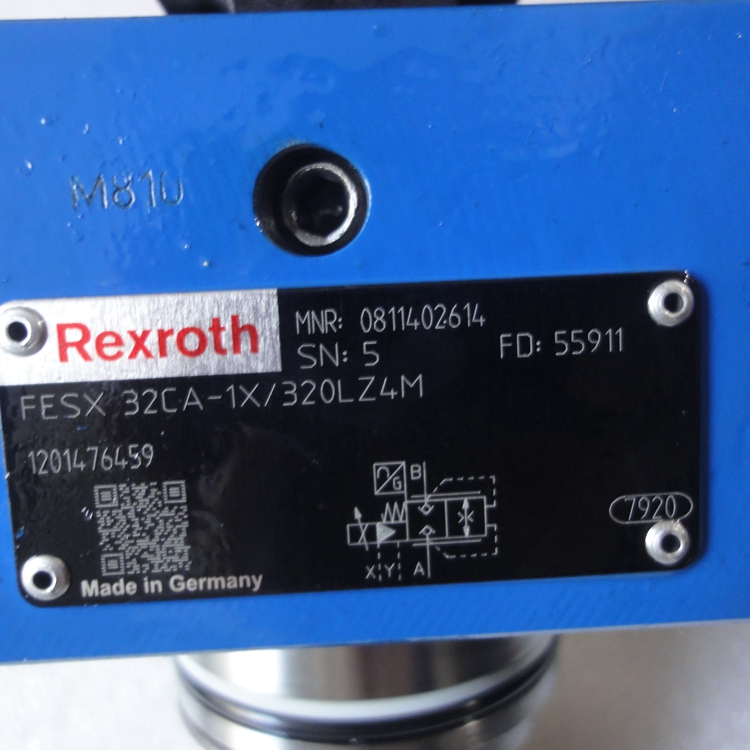 M810
Rexroth
MNR: 0811402614
SN: 5
FD: 55911
FESX 32CA-1X/320LZ4M
1201476459
G B
7920
X Y A
Made in Germany